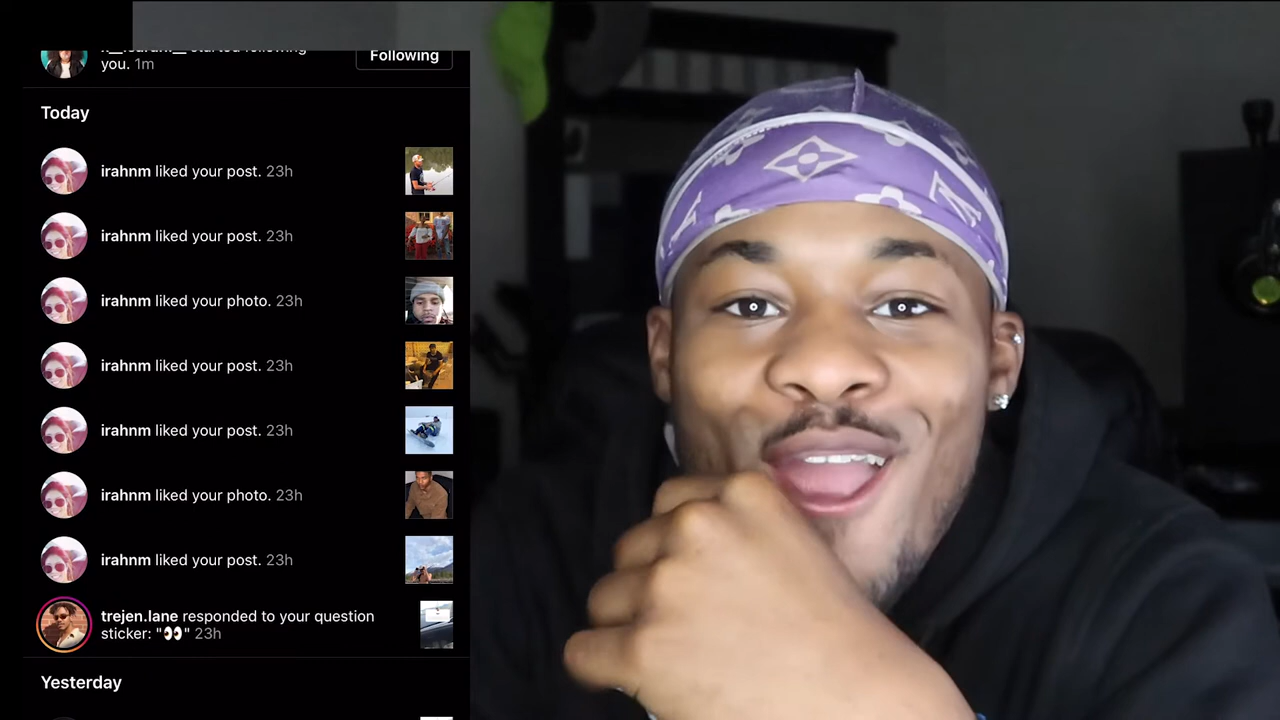 you. 1m
Following
Today
irahnm liked your post. 23h
irahnm liked your post. 23h
irahnm liked your photo. 23h
irahnm liked your post. 23h
irahnm liked your post. 23h
irahnm liked your photo. 23h
irahnm liked your post. 23h
trejen.lane responded to your question
sticker: "👀" 23h
Yesterday